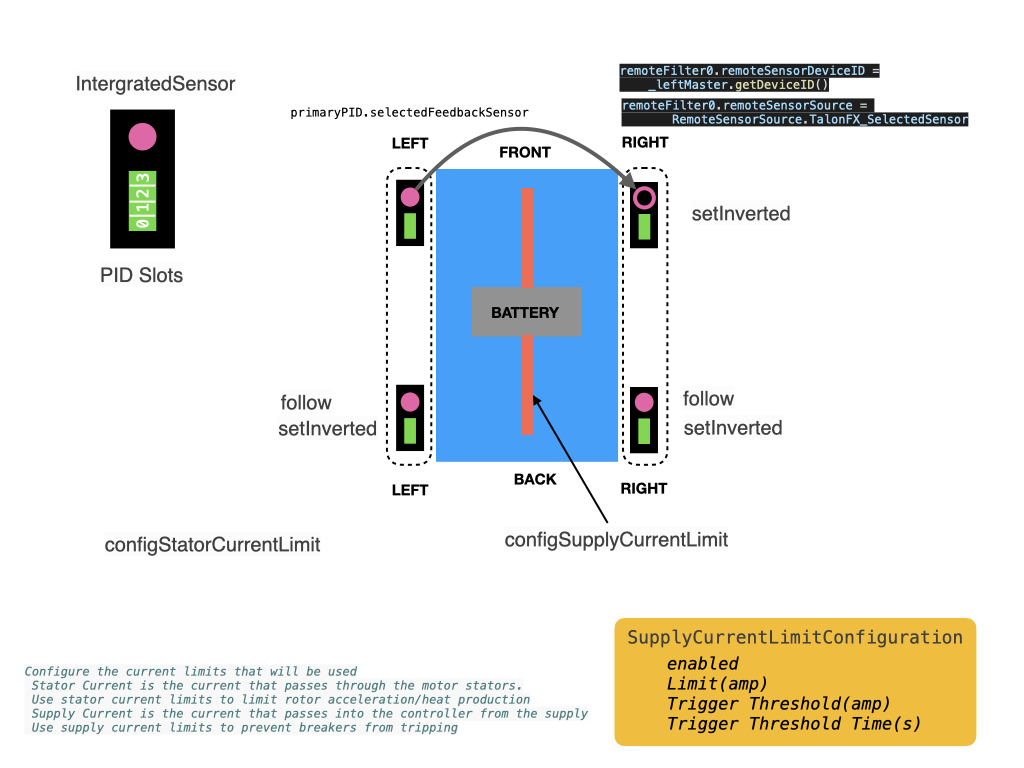 IntergratedSensor
0|1|2|3
PID Slots
primaryPID.selectedFeedbackSensor
remoteFilter0.remoteSensorDeviceID =
_leftMaster.getDeviceID()
remoteFilter0.remoteSensorSource =
RemoteSensorSource.TalonFX_SelectedSensor
LEFT
FRONT
RIGHT
setInverted
BATTERY
follow
setInverted
follow
setInverted
LEFT
BACK
RIGHT
configStatorCurrentLimit
configSupplyCurrentLimit
SupplyCurrentLimitConfiguration
enabled
Limit(amp)
Trigger Threshold(amp)
Trigger Threshold Time(s)
Configure the current limits that will be used
Stator Current is the current that passes through the motor stators.
Use stator current limits to limit rotor acceleration/heat production
Supply Current is the current that passes into the controller from the supply
Use supply current limits to prevent breakers from tripping